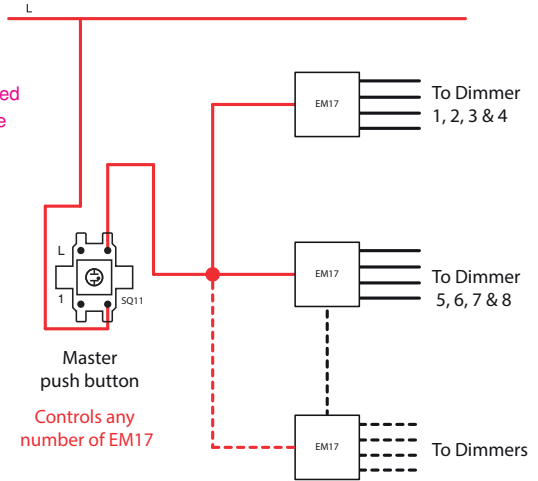 L
ed
e
EM17
To Dimmer
1, 2, 3 & 4
L
1
SQ11
EM17
To Dimmer
5, 6, 7 & 8
Master
push button
Controls any
number of EM17
EM17
To Dimmers